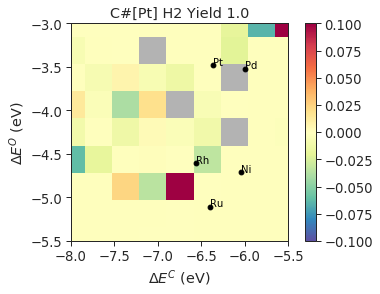 C#[Pt] H2 Yield 1.0
−3.0
−3.5
−4.0
−4.5
−5.0
−5.5
ΔE^O (eV)
Pt
Pd
Rh
Ni
Ru
−8.0 −7.5 −7.0 −6.5 −6.0 −5.5
ΔE^C (eV)
0.100
0.075
0.050
0.025
0.000
−0.025
−0.050
−0.075
−0.100